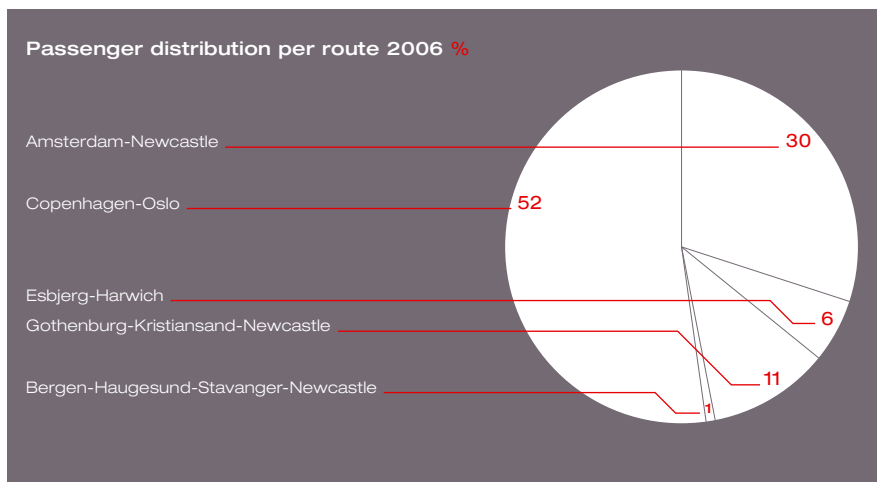 Passenger distribution per route 2006 %
Amsterdam-Newcastle 30
Copenhagen-Oslo 52
Esbjerg-Harwich 6
Gothenburg-Kristiansand-Newcastle 11
Bergen-Haugesund-Stavanger-Newcastle 1